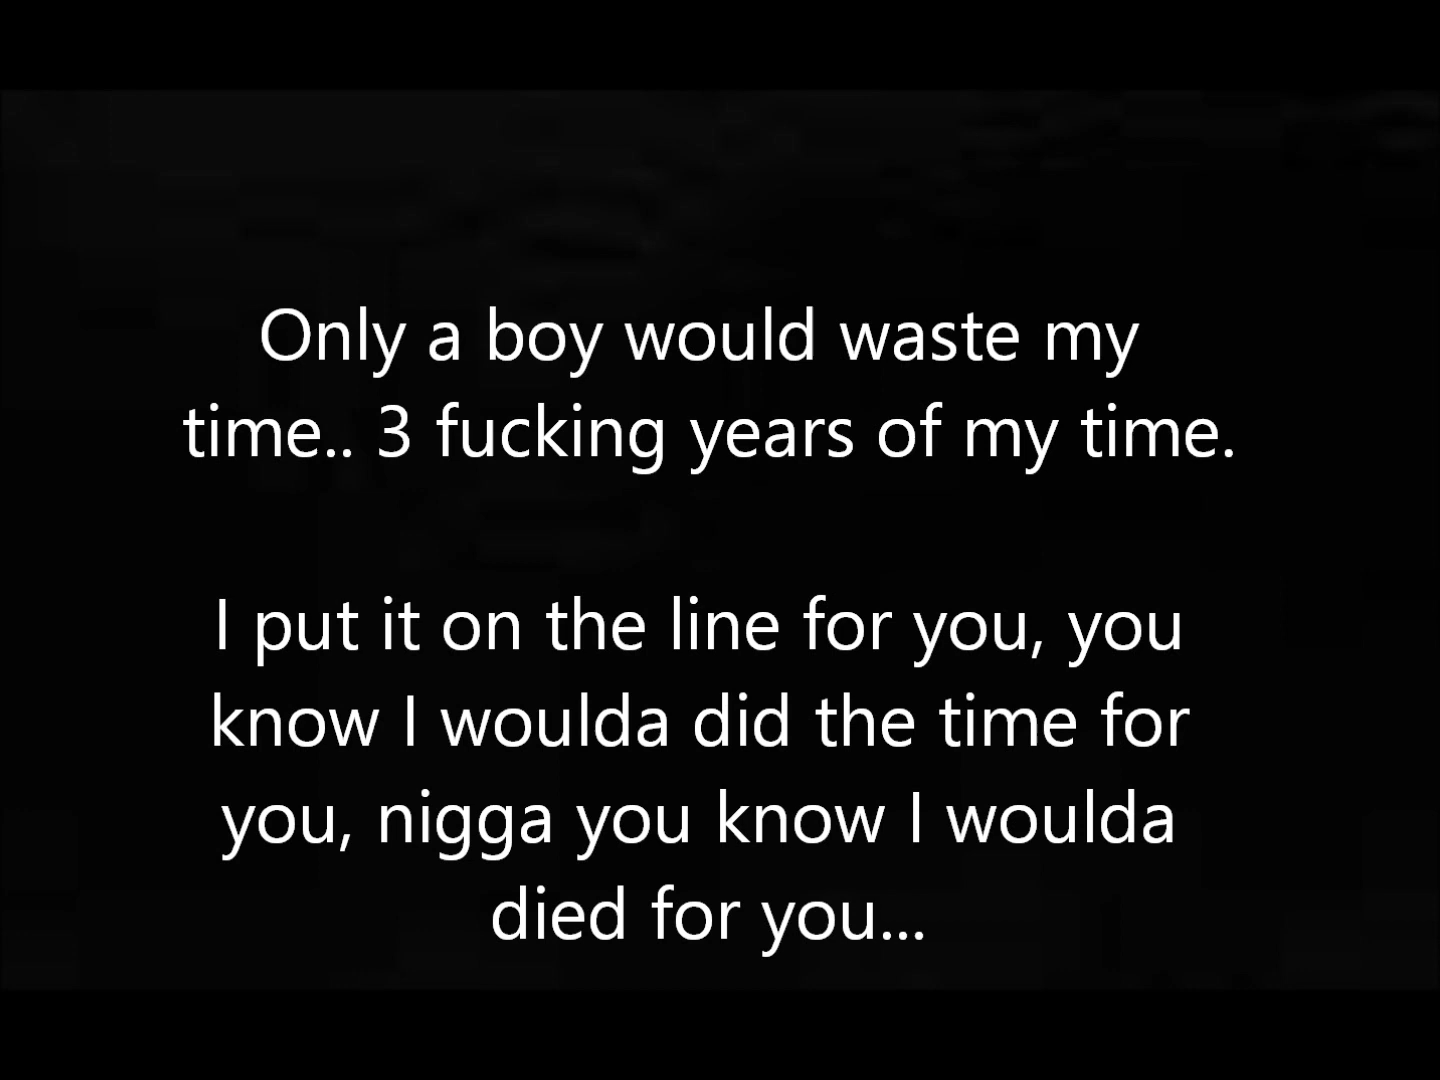 Only a boy would waste my
time.. 3 fucking years of my time.
I put it on the line for you, you
know I woulda did the time for
you, nigga you know I woulda
died for you...